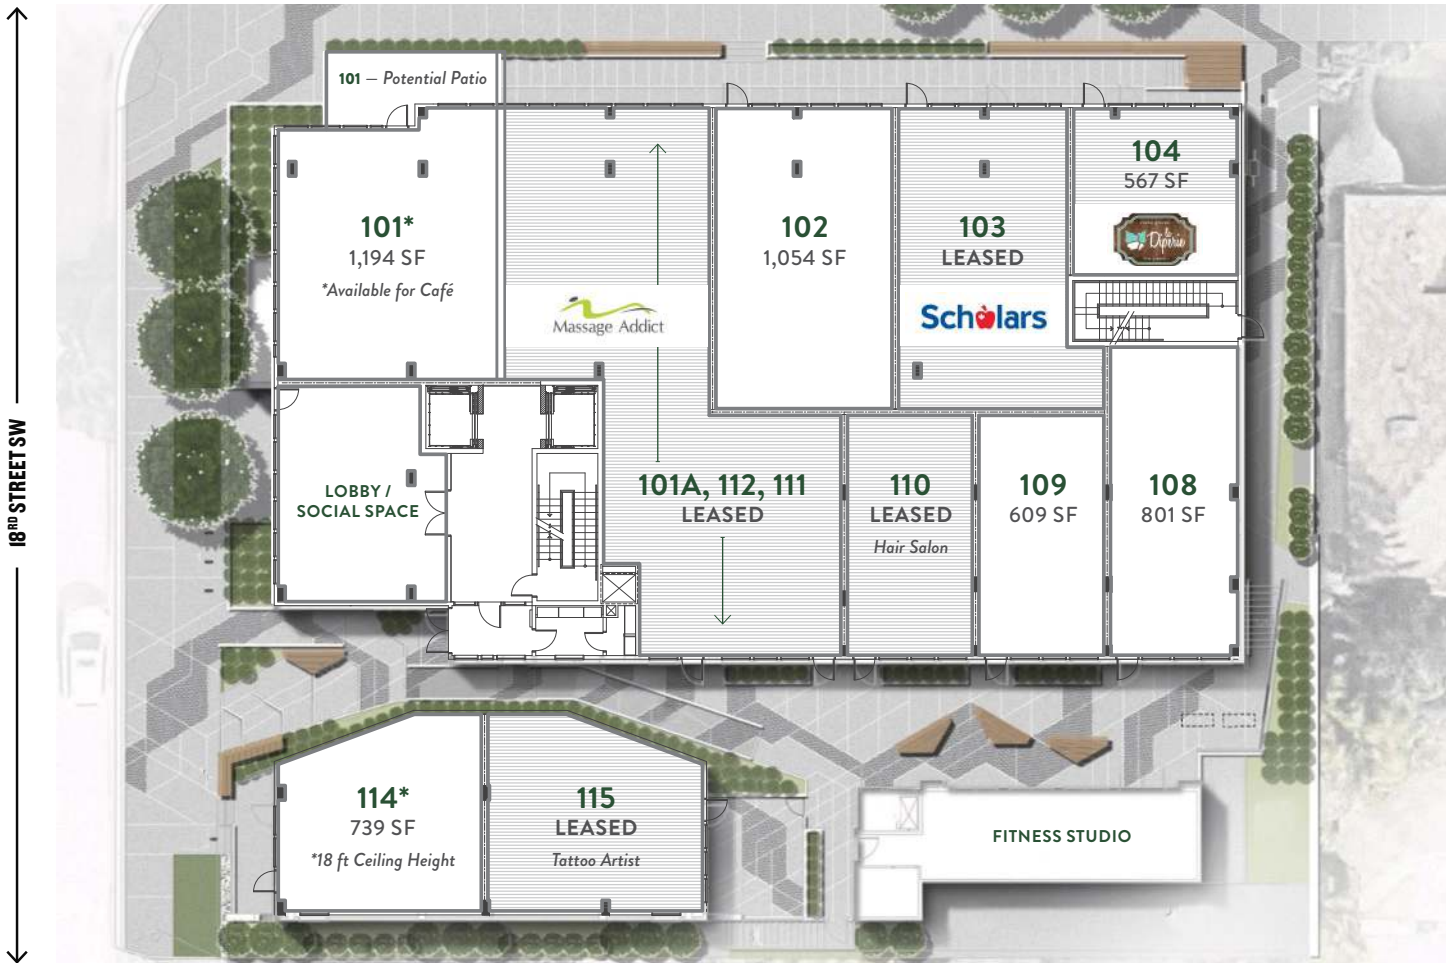 101 — Potential Patio
101*
1,194 SF
*Available for Café
Massage Addict
102
1,054 SF
103
LEASED
Scholars
104
567 SF
la Diperie
18RD STREET SW
LOBBY /
SOCIAL SPACE
101A, 112, 111
LEASED
110
LEASED
Hair Salon
109
609 SF
108
801 SF
114*
739 SF
*18 ft Ceiling Height
115
LEASED
Tattoo Artist
FITNESS STUDIO